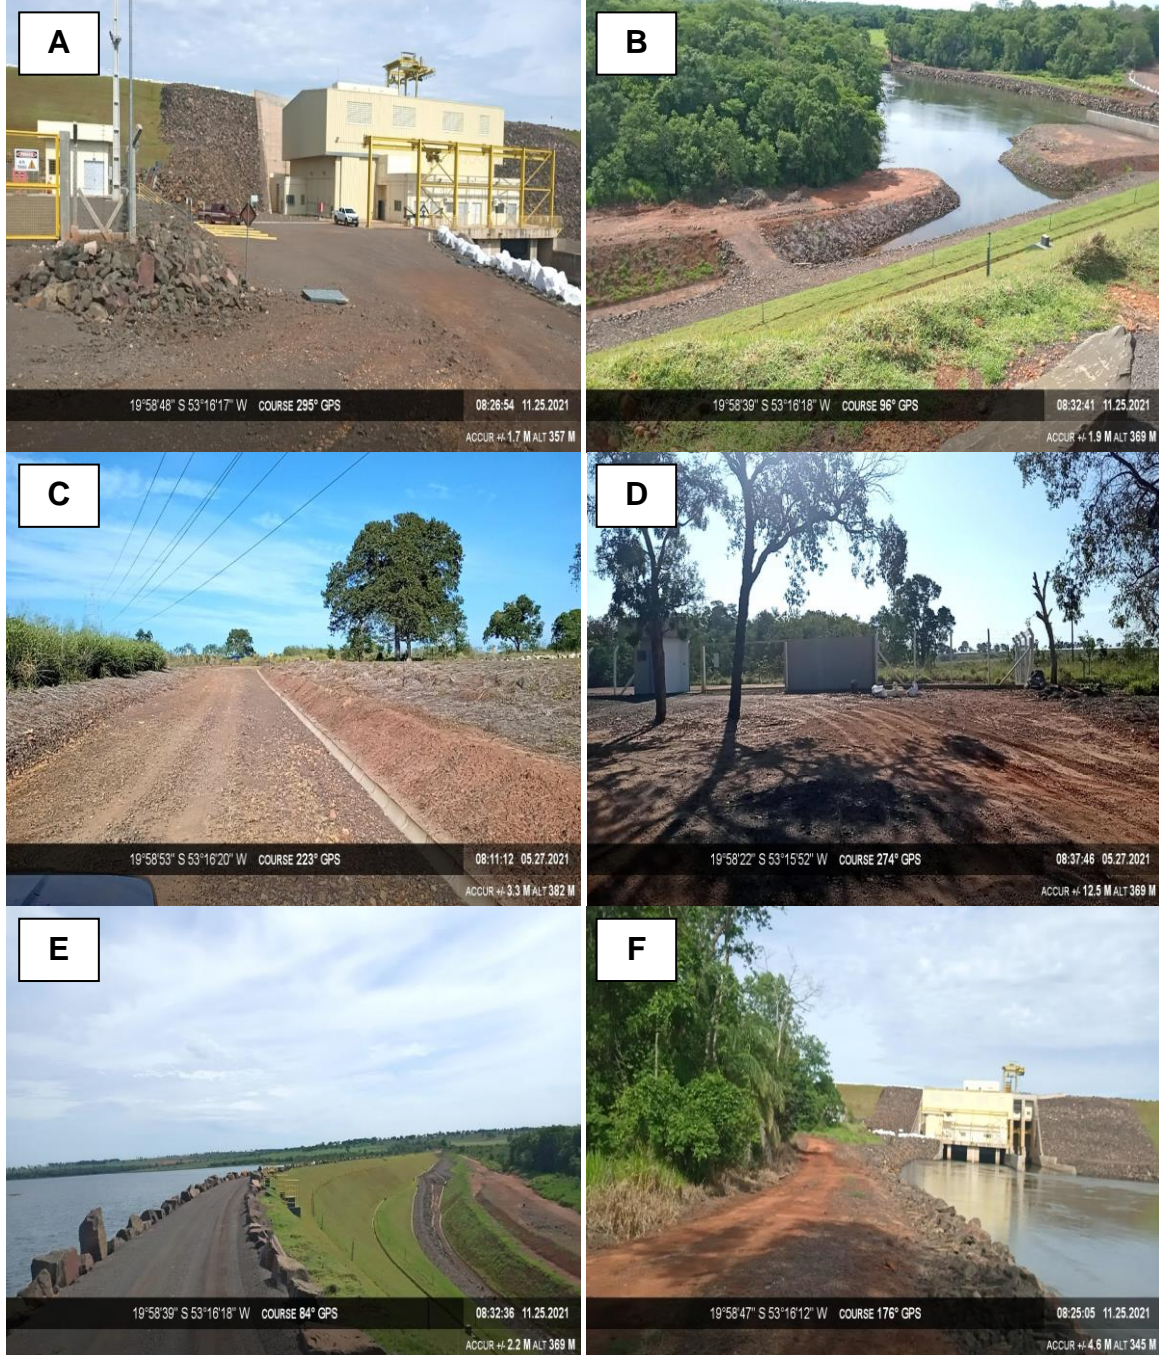 A
19°58'48" S 53°16'17" W COURSE 295° GPS 08:26:54 11.25.2021
ACCUR +/- 1.7 M ALT 357 M
B
19°58'39" S 53°16'18" W COURSE 96° GPS 08:32:41 11.25.2021
ACCUR +/- 1.9 M ALT 369 M
C
19°58'53" S 53°16'20" W COURSE 223° GPS 08:11:12 05.27.2021
ACCUR +/- 3.3 M ALT 382 M
D
19°58'22" S 53°15'52" W COURSE 274° GPS 08:37:46 05.27.2021
ACCUR +/- 12.5 M ALT 369 M
E
19°58'39" S 53°16'18" W COURSE 84° GPS 08:32:36 11.25.2021
ACCUR +/- 2.2 M ALT 369 M
F
19°58'47" S 53°16'12" W COURSE 176° GPS 08:25:05 11.25.2021
ACCUR +/- 4.6 M ALT 345 M